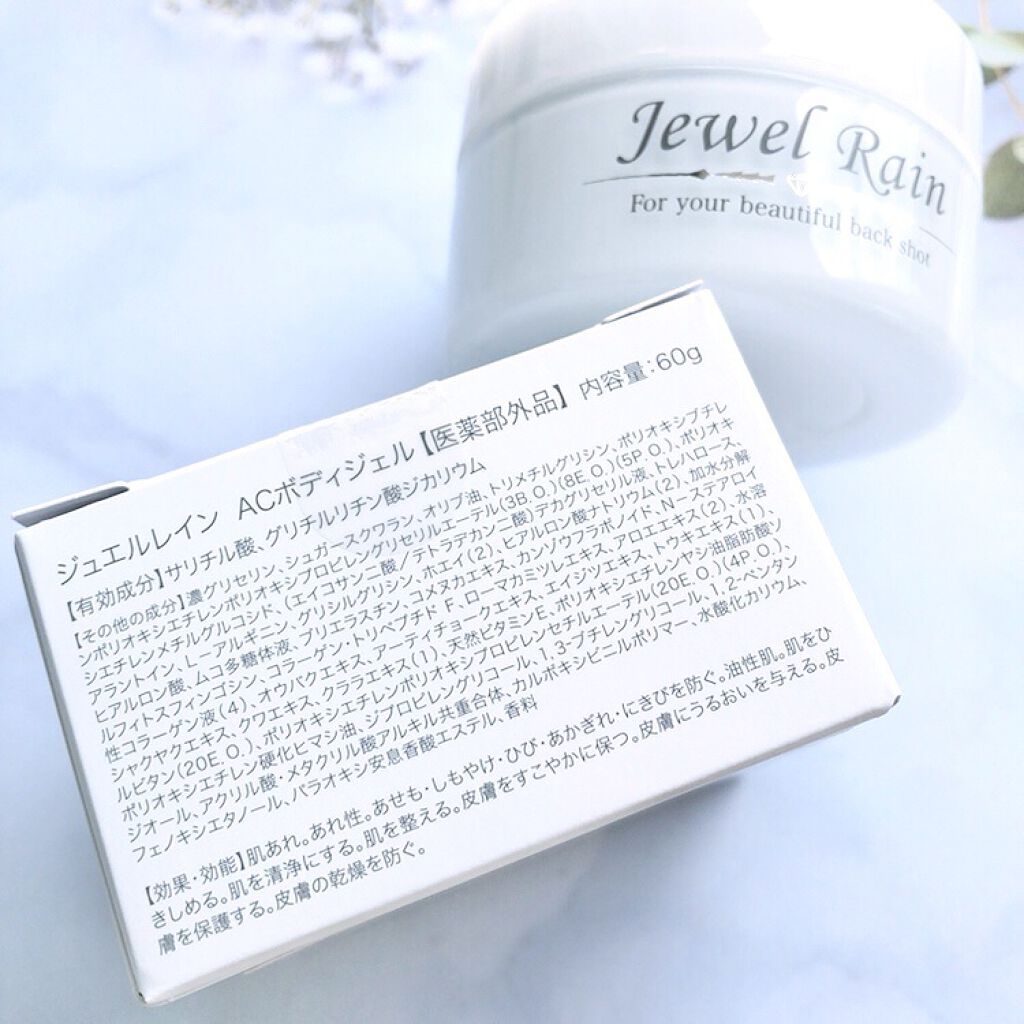 Jewel Rain
For your beautiful back shot
ジュエルレイン ACボディジェル【医薬部外品】 内容量:60g
【有効成分】サリチル酸、グリチルリチン酸ジカリウム
【その他の成分】濃グリセリン、シュガースクワラン、オリブ油、トリメチルグリシン、ポリオキシブチレ
ンポリオキシエチレンポリオキシプロピレングリセリルエーテル(3B.O.)(8E.O.)(5P.O.)、ポリオキ
シエチレンメチルグルコシド、(エイコサン二酸/テトラデカン二酸)デカグリセリル液、トレハロース、
アラントイン、L-アルギニン、グリシルグリシン、ホエイ(2)、ヒアルロン酸ナトリウム(2)、加水分解
ヒアルロン酸、ムコ多糖体液、プリエラスチン、コメヌカエキス、カンゾウフラボノイド、N-ステアロイ
ルフィトスフィンゴシン、コラーゲン・トリペプチド F、ローマカミツレエキス、アロエエキス(2)、水溶
性コラーゲン液(4)、オウバクエキス、アーティチョークエキス、エイジツエキス、トウキエキス(1)、
シャクヤクエキス、クワエキス、クララエキス(1)、天然ビタミンE、ポリオキシエチレンヤシ油脂肪酸ソ
ルビタン(20E.O.)、ポリオキシエチレンポリオキシプロピレンセチルエーテル(20E.O.)(4P.O.)、
ポリオキシエチレン硬化ヒマシ油、ジプロピレングリコール、1,3-ブチレングリコール、1,2-ペンタン
ジオール、アクリル酸・メタクリル酸アルキル共重合体、カルボキシビニルポリマー、水酸化カリウム、
フェノキシエタノール、パラオキシ安息香酸エステル、香料
【効果・効能】肌あれ。あれ性。あせも・しもやけ・ひび・あかぎれ・にきびを防ぐ。油性肌。肌をひ
きしめる。肌を清浄にする。肌を整える。皮膚をすこやかに保つ。皮膚にうるおいを与える。皮
膚を保護する。皮膚の乾燥を防ぐ。